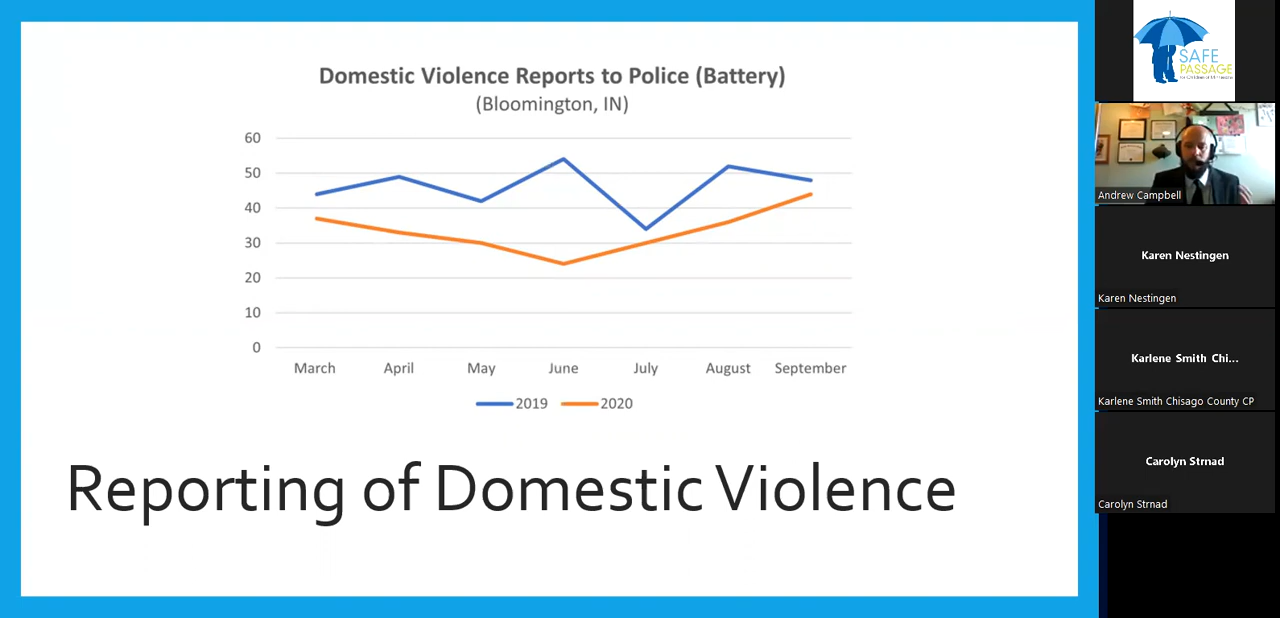 Domestic Violence Reports to Police (Battery)
(Bloomington, IN)
60
50
40
30
20
10
0
March April May June July August September
2019 2020
Reporting of Domestic Violence
SAFE
PASSAGE
Andrew Campbell
Karen Nestingen
Karen Nestingen
Karlene Smith Chi...
Karlene Smith Chisago County CP
Carolyn Strnad
Carolyn Strnad